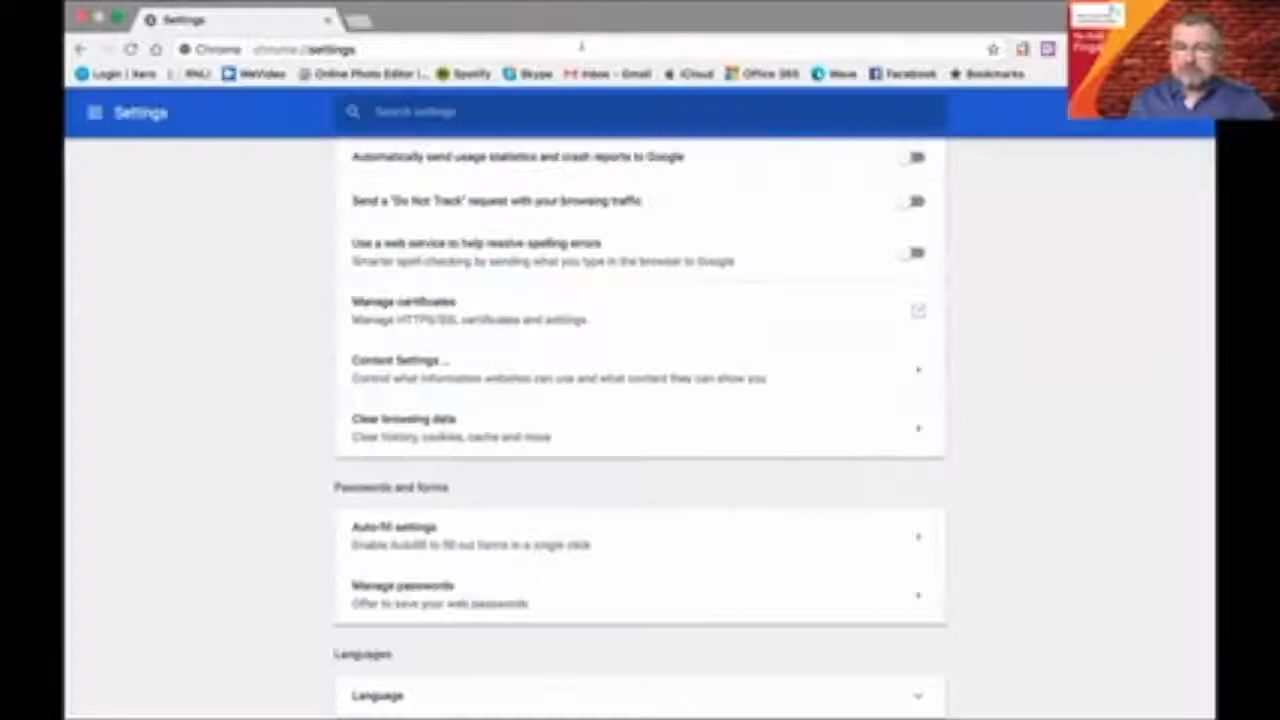 Settings
Chrome chrome://settings
Login | Xero RNLI WeVideo Online Photo Editor |... Spotify Skype Inbox - Gmail iCloud Office 365 Wave Facebook Bookmarks
Settings Search settings
Automatically send usage statistics and crash reports to Google
Send a "Do Not Track" request with your browsing traffic
Use a web service to help resolve spelling errors
Smarter spell-checking by sending what you type in the browser to Google
Manage certificates
Manage HTTPS/SSL certificates and settings
Content Settings ...
Control what information websites can use and what content they can show you
Clear browsing data
Clear history, cookies, cache and more
Passwords and forms
Auto-fill settings
Enable Autofill to fill out forms in a single click
Manage passwords
Offer to save your web passwords
Languages
Language